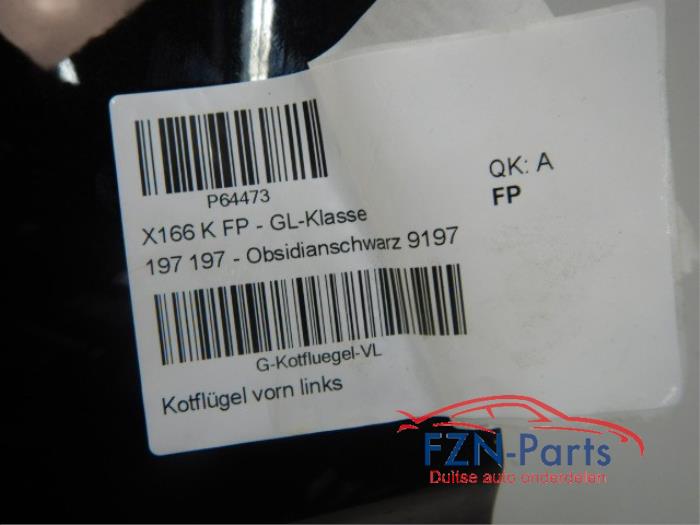 P64473
X166 K FP - GL-Klasse
197 197 - Obsidianschwarz 9197
G-Kotfluegel-VL
Kotflügel vorn links
QK: A
FP
FZN-Parts
Duitse auto onderdelen